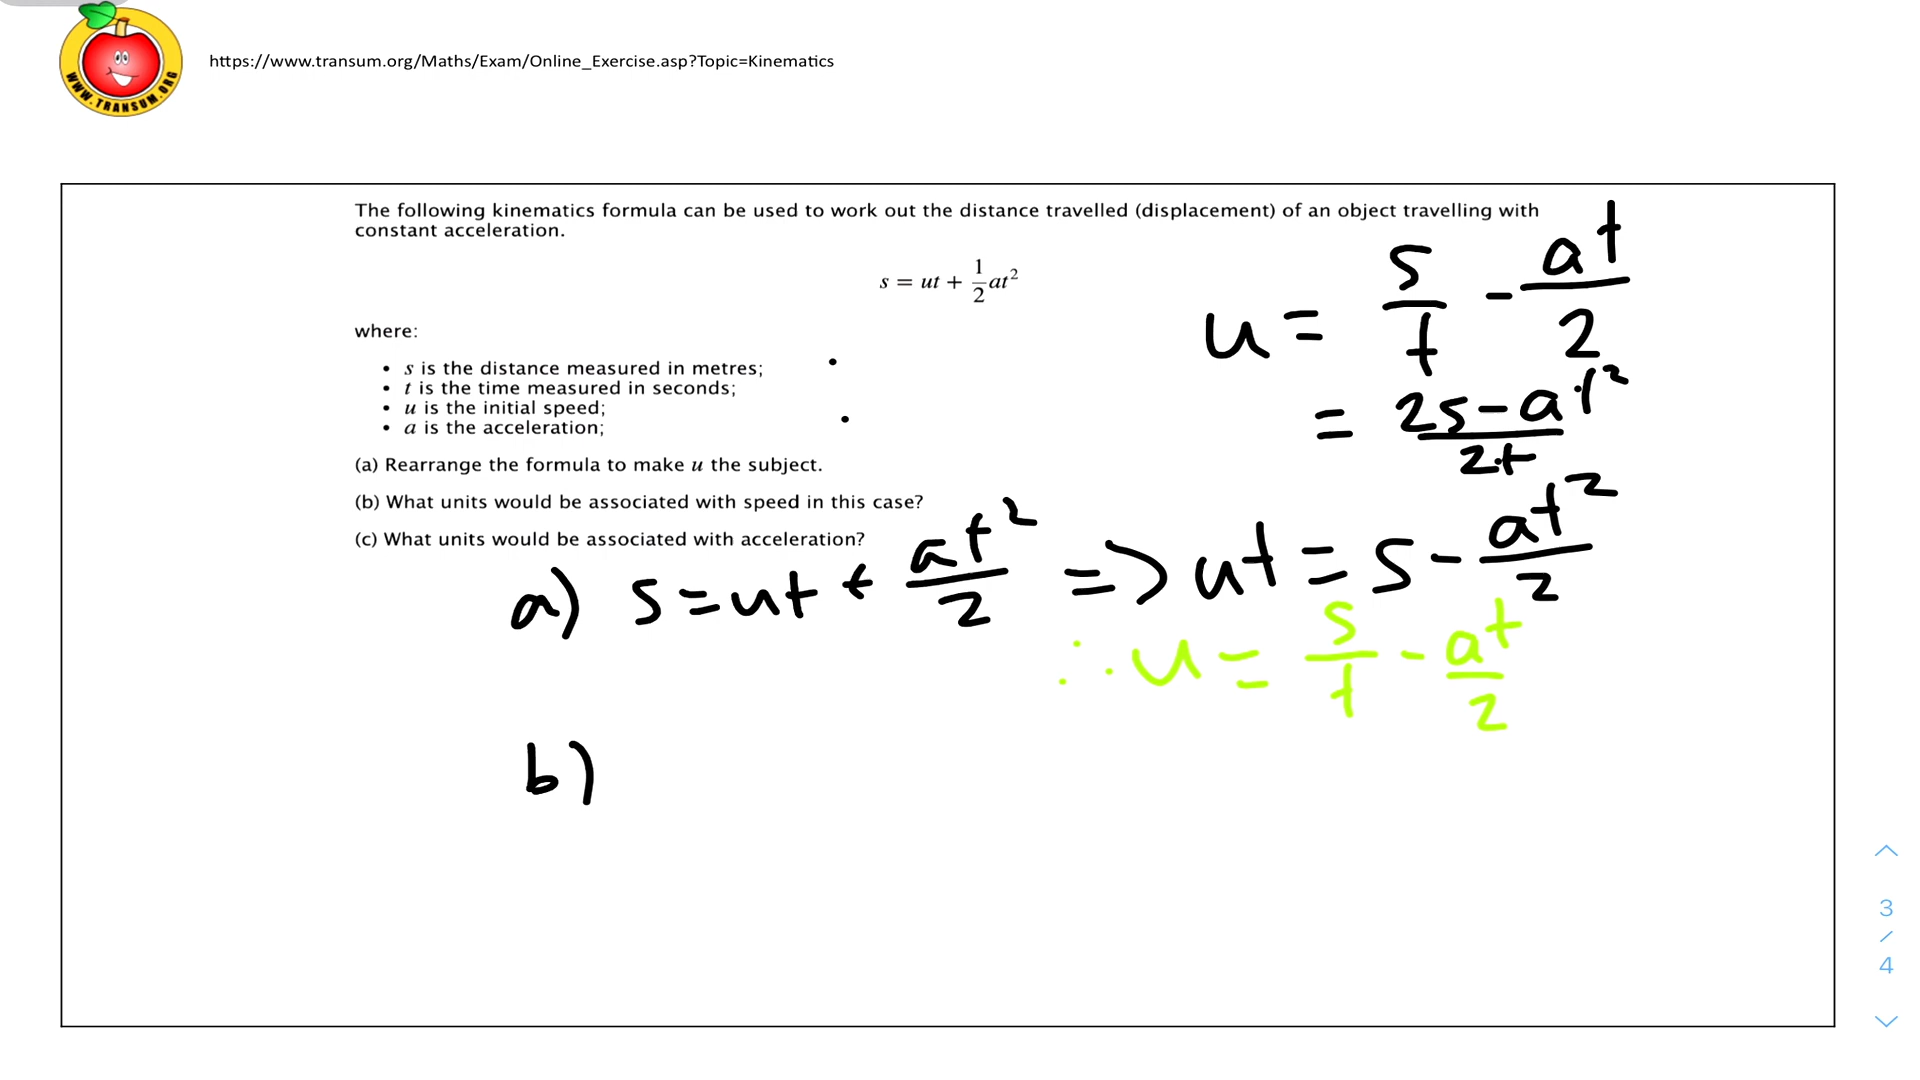 WWW.TRANSUM.ORG
https://www.transum.org/Maths/Exam/Online_Exercise.asp?Topic=Kinematics
The following kinematics formula can be used to work out the distance travelled (displacement) of an object travelling with
constant acceleration.
s = ut + 1/2 at²
where:
• s is the distance measured in metres;
• t is the time measured in seconds;
• u is the initial speed;
• a is the acceleration;
(a) Rearrange the formula to make u the subject.
(b) What units would be associated with speed in this case?
(c) What units would be associated with acceleration?
u = s/t - at/2
= (2s - at²)/2t
a) s = ut + at²/2 => ut = s - at²/2
∴ u = s/t - at/2
b)
3
/
4